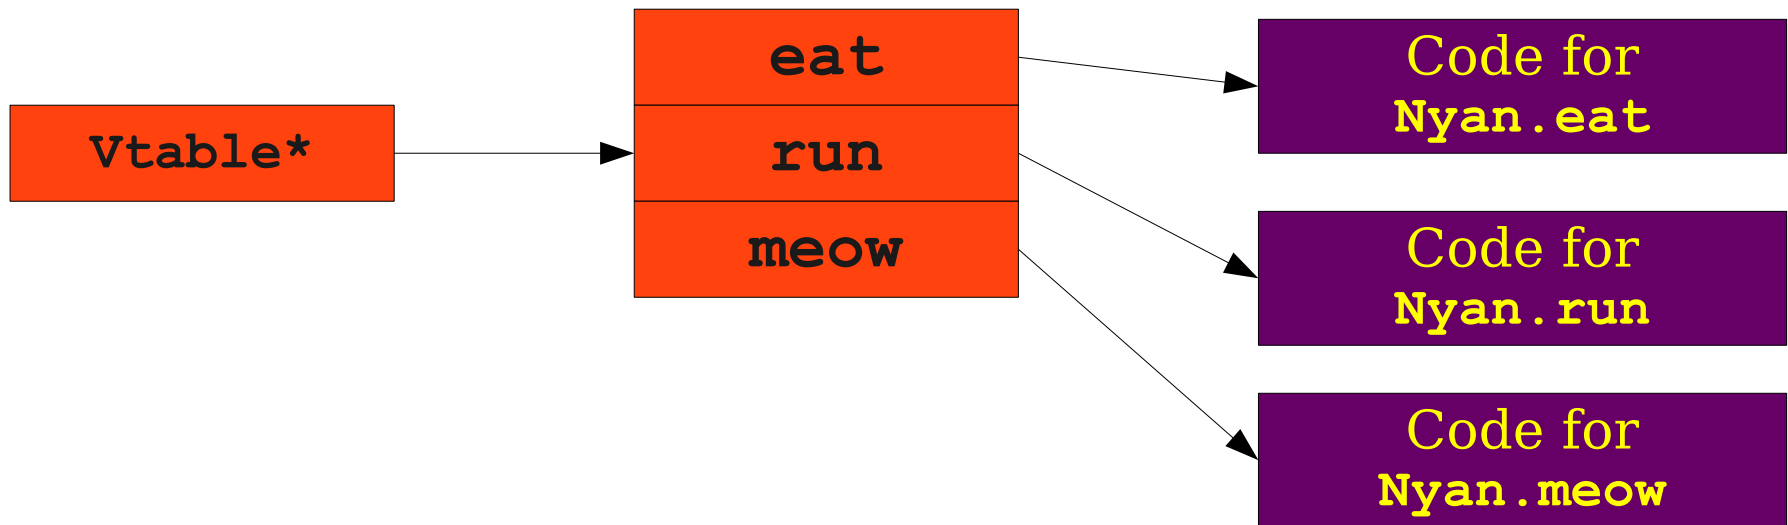 Vtable*
eat
run
meow
Code for
Nyan.eat
Code for
Nyan.run
Code for
Nyan.meow